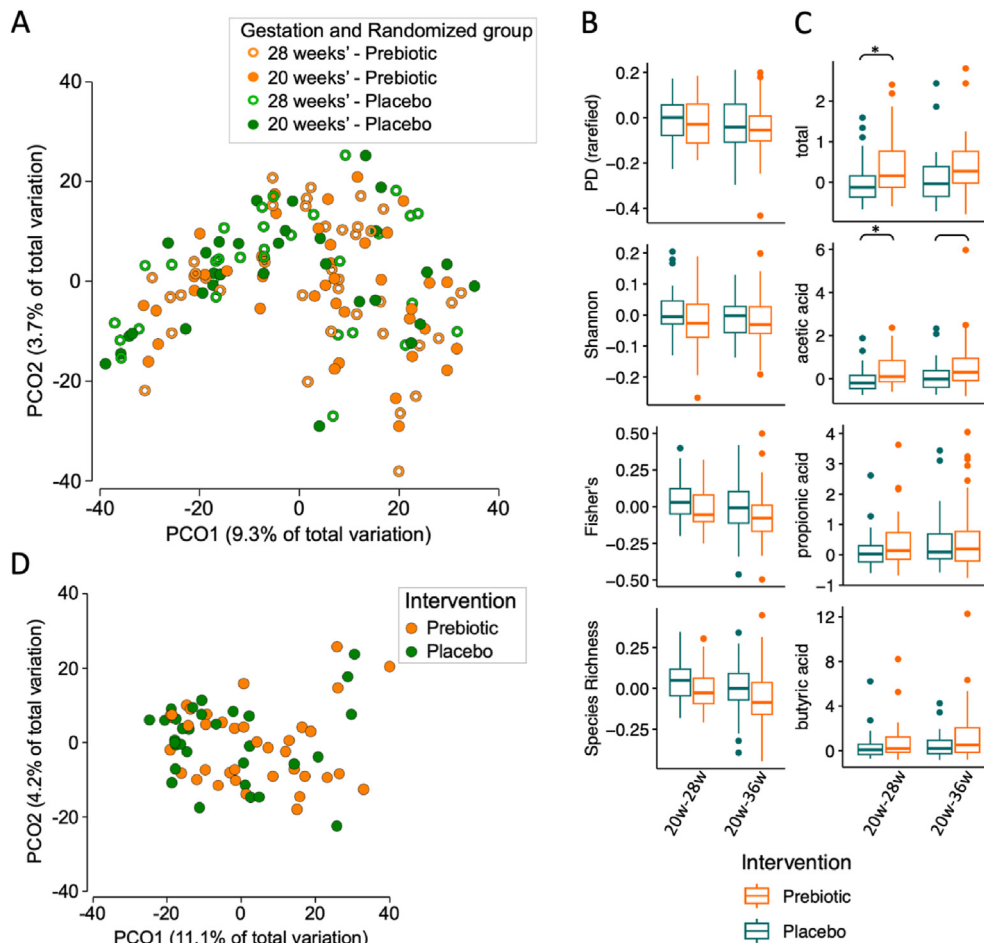 A
Gestation and Randomized group
28 weeks' - Prebiotic
20 weeks' - Prebiotic
28 weeks' - Placebo
20 weeks' - Placebo
40
20
0
-20
-40
-40
-20
0
20
40
PCO2 (3.7% of total variation)
PCO1 (9.3% of total variation)
B
0.2
0.0
−0.2
−0.4
PD (rarefied)
0.2
0.1
0.0
−0.1
−0.2
Shannon
0.50
0.25
0.00
−0.25
−0.50
Fisher's
0.25
0.00
−0.25
Species Richness
20w-28w
20w-36w
C
*
2
1
0
total
*
6
4
2
0
acetic acid
4
3
2
1
0
−1
propionic acid
12
8
4
0
butyric acid
20w-28w
20w-36w
Intervention
Prebiotic
Placebo
D
Intervention
Prebiotic
Placebo
40
20
0
-20
-40
-40
-20
0
20
40
PCO2 (4.2% of total variation)
PCO1 (11.1% of total variation)